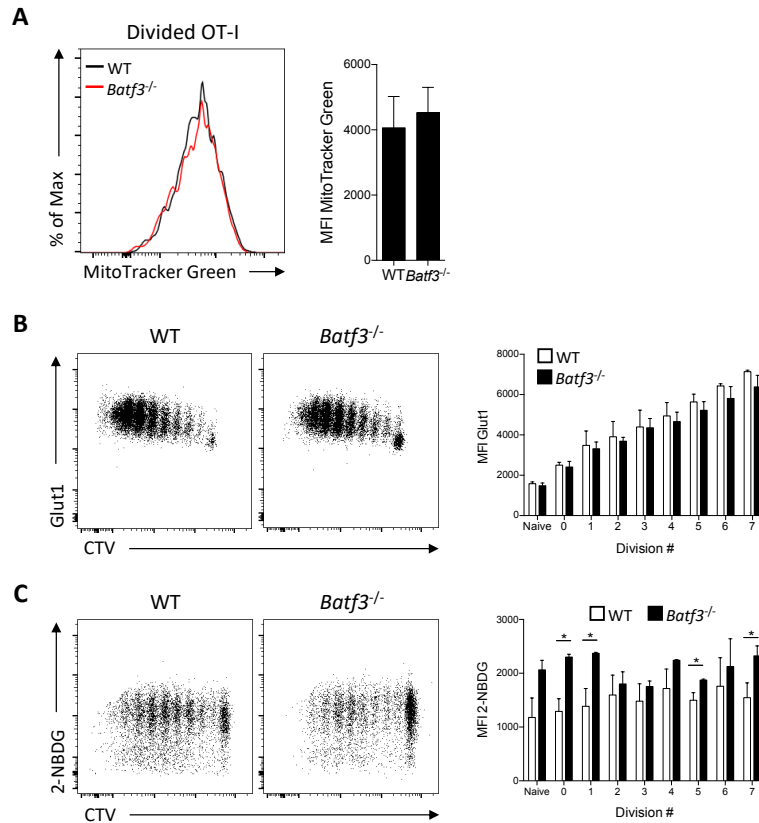 A
Divided OT-I
WT
Batf3-/-
% of Max
MitoTracker Green
6000
4000
2000
0
MFI MitoTracker Green
WT Batf3-/-
B
WT
Batf3-/-
Glut1
CTV
8000
6000
4000
2000
0
MFI Glut1
WT
Batf3-/-
Naive 0 1 2 3 4 5 6 7
Division #
C
WT
Batf3-/-
2-NBDG
CTV
WT Batf3-/-
3000
2000
1000
0
MFI 2-NBDG
* * * *
Naive 0 1 2 3 4 5 6 7
Division #